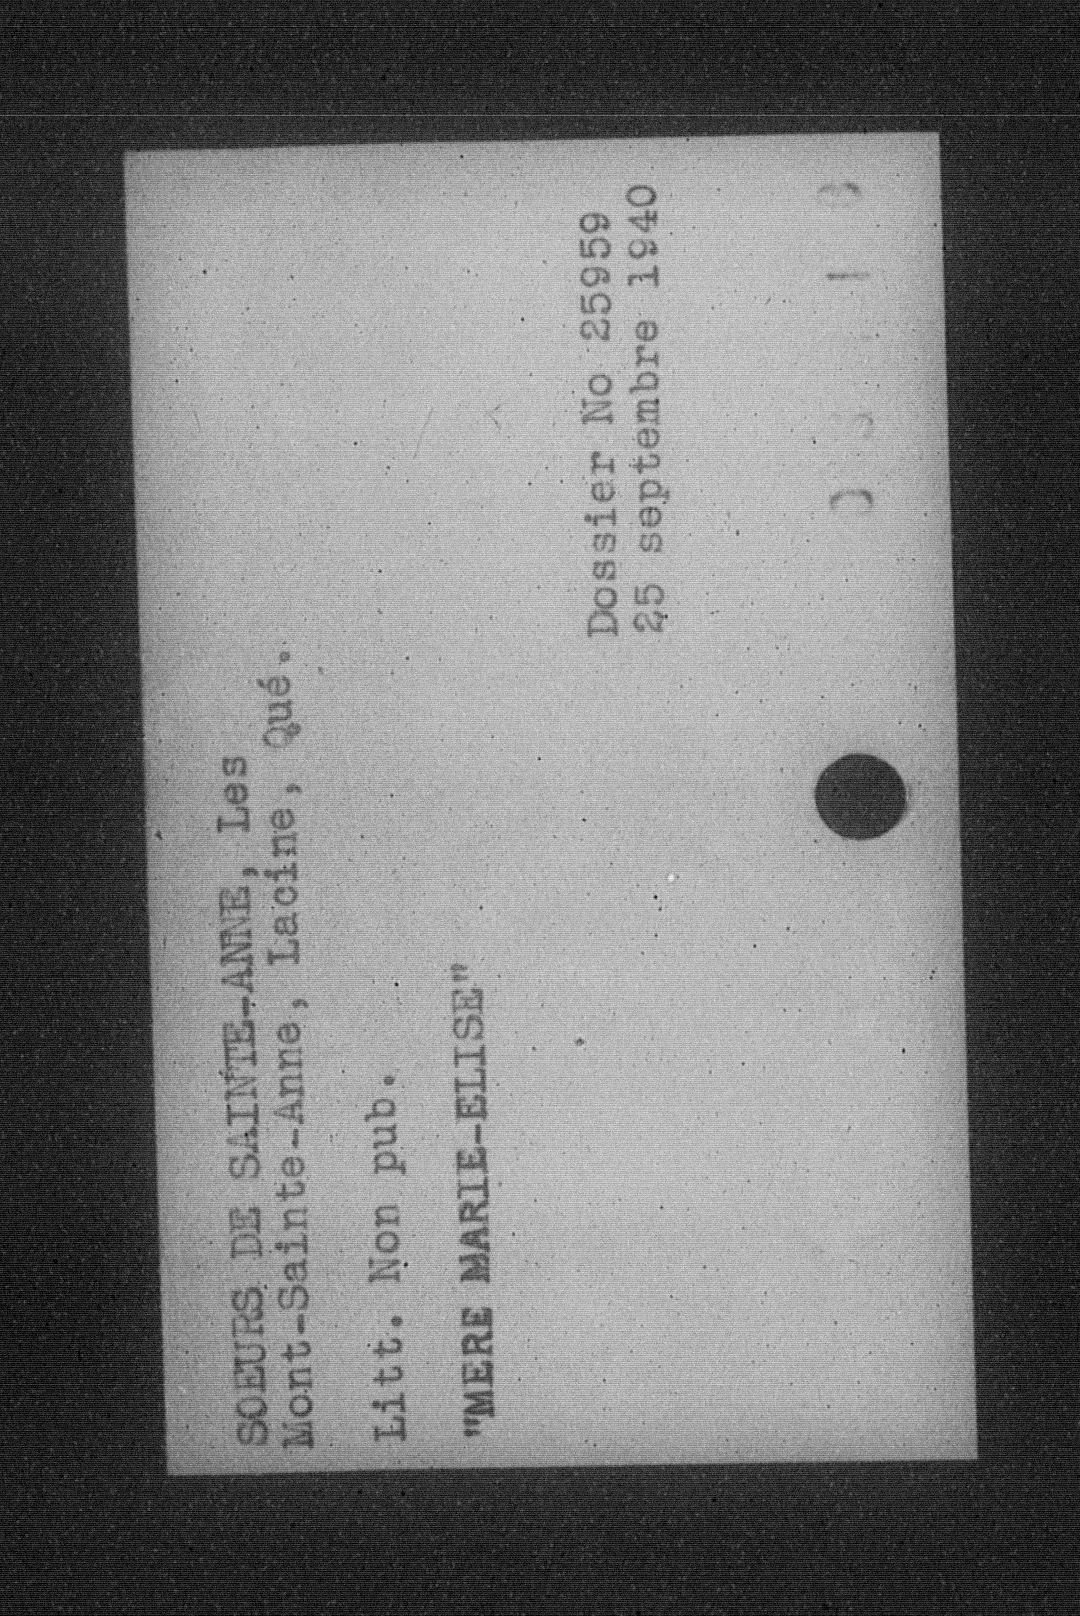 SOEURS DE SAINTE-ANNE, Les
Mont-Sainte-Anne, Lacine, Qué.
Litt. Non pub.
"MERE MARIE-ELISE"
Dossier No 25959
25 septembre 1940